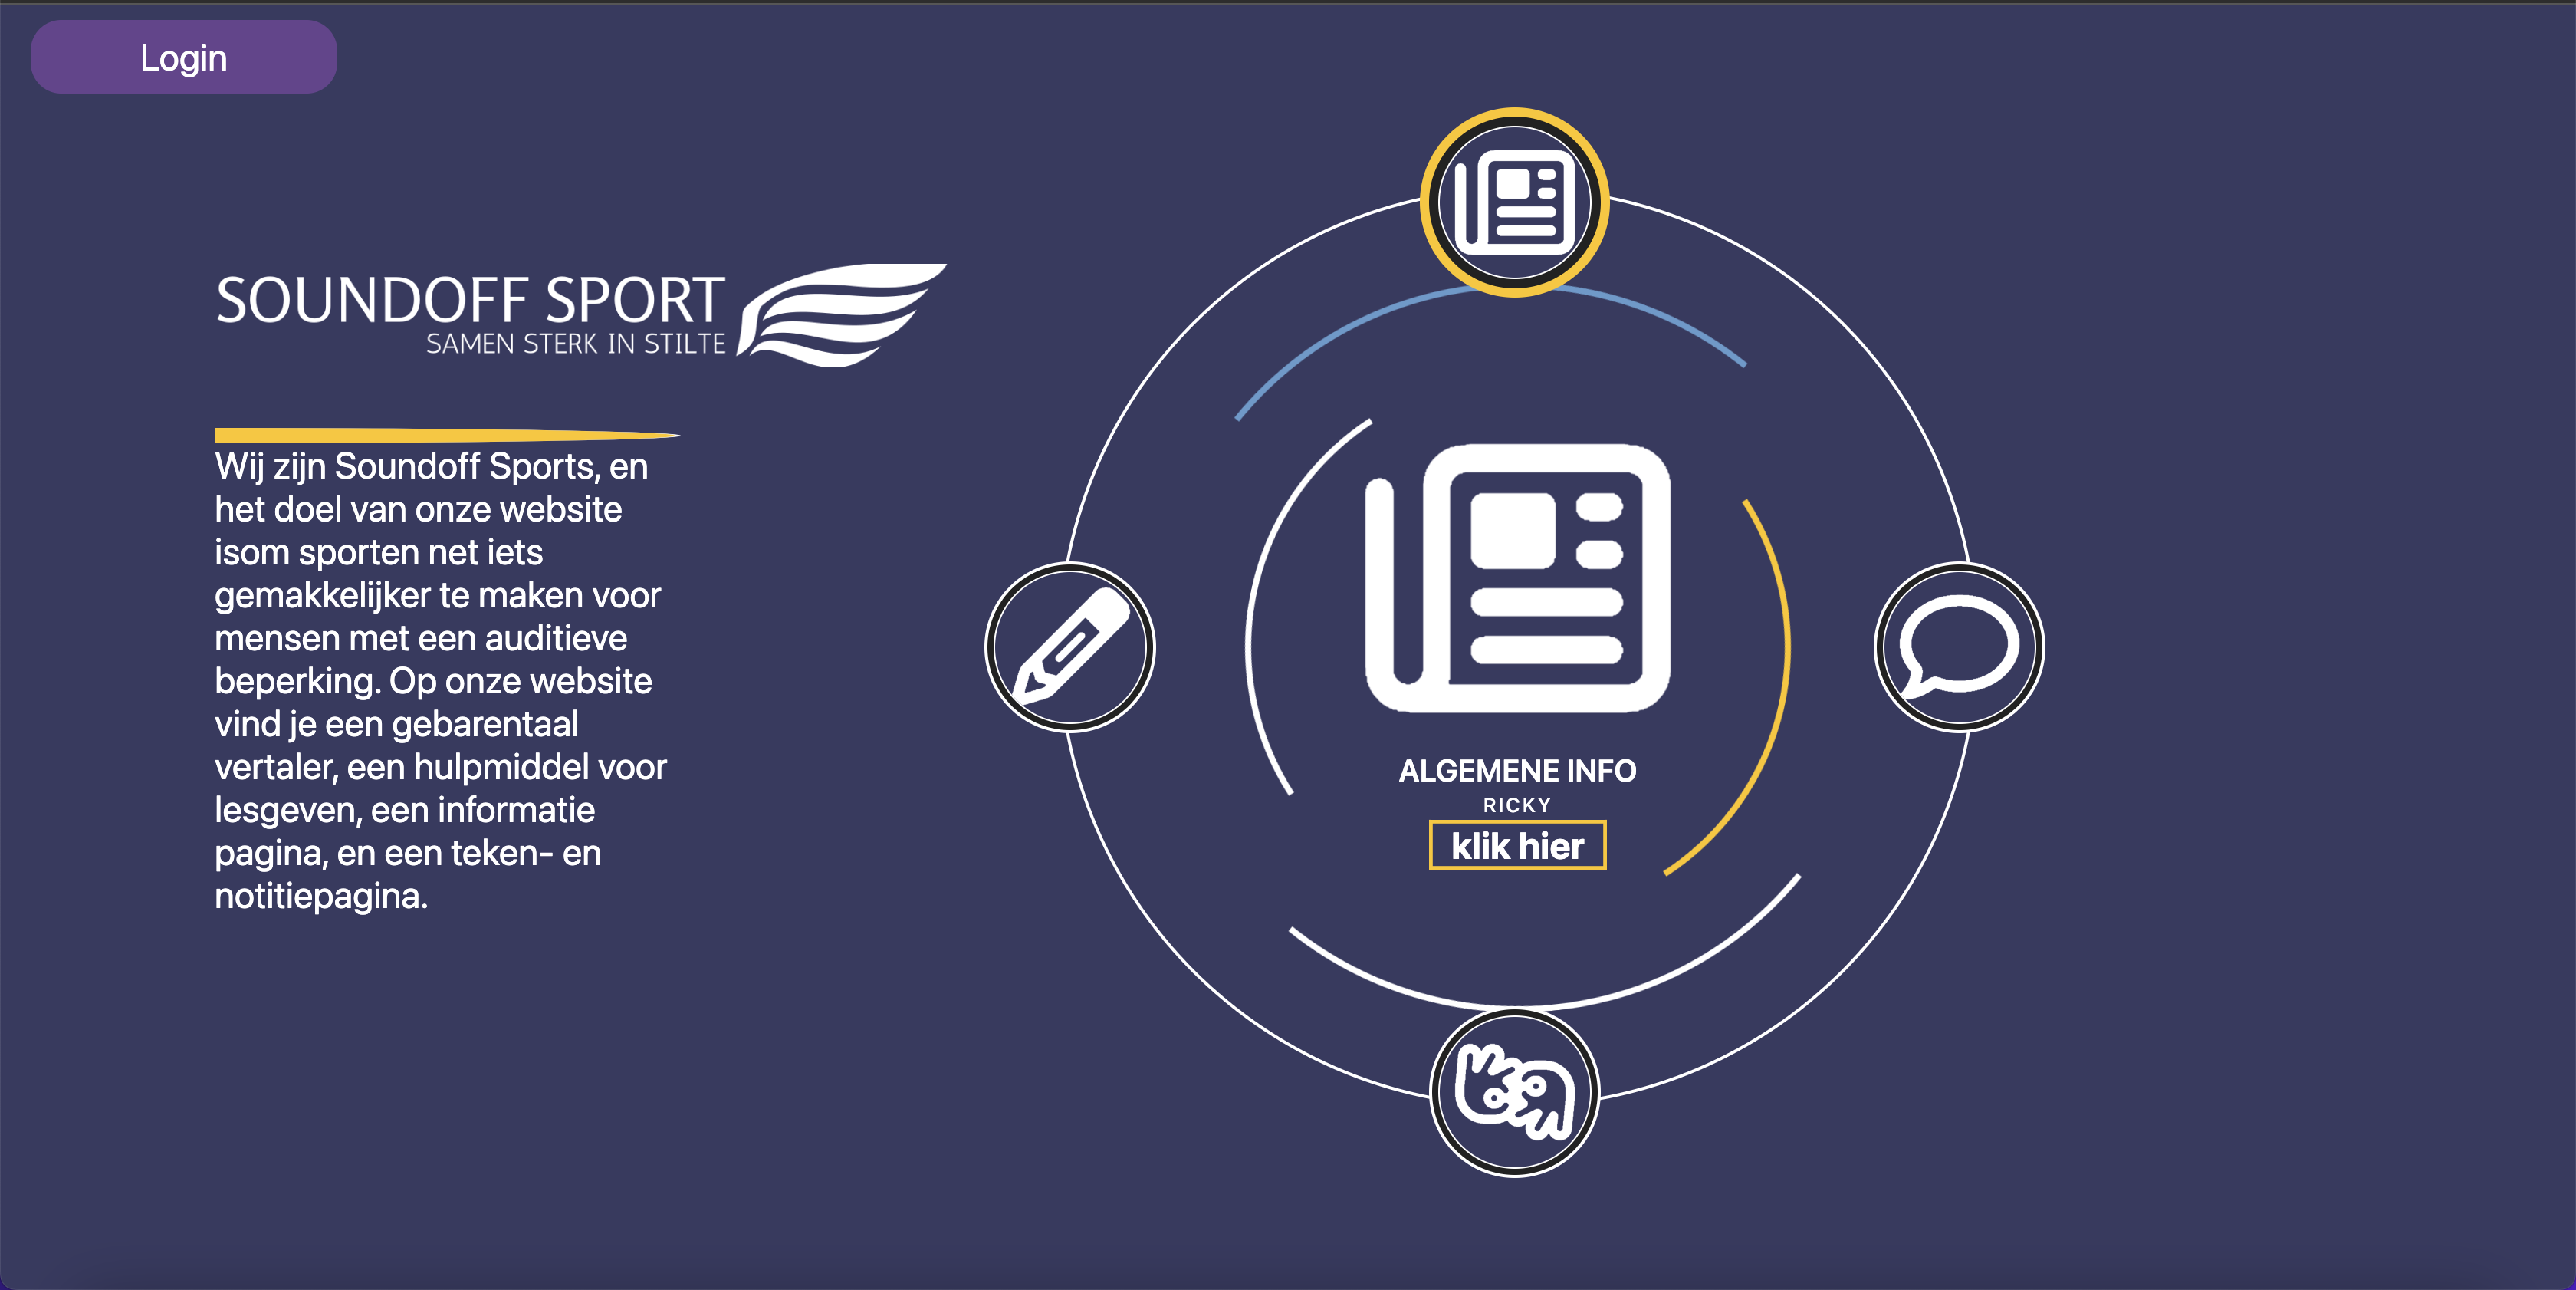 Login
SOUNDOFF SPORT
SAMEN STERK IN STILTE
Wij zijn Soundoff Sports, en
het doel van onze website
isom sporten net iets
gemakkelijker te maken voor
mensen met een auditieve
beperking. Op onze website
vind je een gebarentaal
vertaler, een hulpmiddel voor
lesgeven, een informatie
pagina, en een teken- en
notitiepagina.
ALGEMENE INFO
RICKY
klik hier